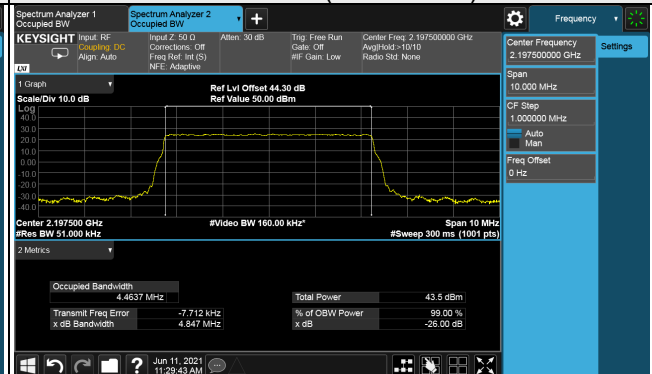 Spectrum Analyzer 1
Occupied BW
Spectrum Analyzer 2
Occupied BW
Frequency
KEYSIGHT
Input: RF
Coupling: DC
Align: Auto
Input Z: 50 Ω
Corrections: Off
Freq Ref: Int (S)
NFE: Adaptive
Atten: 30 dB
Trig: Free Run
Gate: Off
#IF Gain: Low
Center Freq: 2.197500000 GHz
Avg|Hold:>10/10
Radio Std: None
LXI
Center Frequency
2.197500000 GHz
Settings
Span
10.000 MHz
CF Step
1.000000 MHz
Auto
Man
Freq Offset
0 Hz
1 Graph
Scale/Div 10.0 dB
Ref Lvl Offset 44.30 dB
Ref Value 50.00 dBm
Log
40.0
30.0
20.0
10.0
0.00
-10.0
-20.0
-30.0
-40.0
Center 2.197500 GHz
#Video BW 160.00 kHz*
Span 10 MHz
#Res BW 51.000 kHz
#Sweep 300 ms (1001 pts)
2 Metrics
Occupied Bandwidth
4.4637 MHz
Total Power 43.5 dBm
Transmit Freq Error -7.712 kHz
% of OBW Power 99.00 %
x dB Bandwidth 4.847 MHz
x dB -26.00 dB
?
Jun 11, 2021
11:29:43 AM